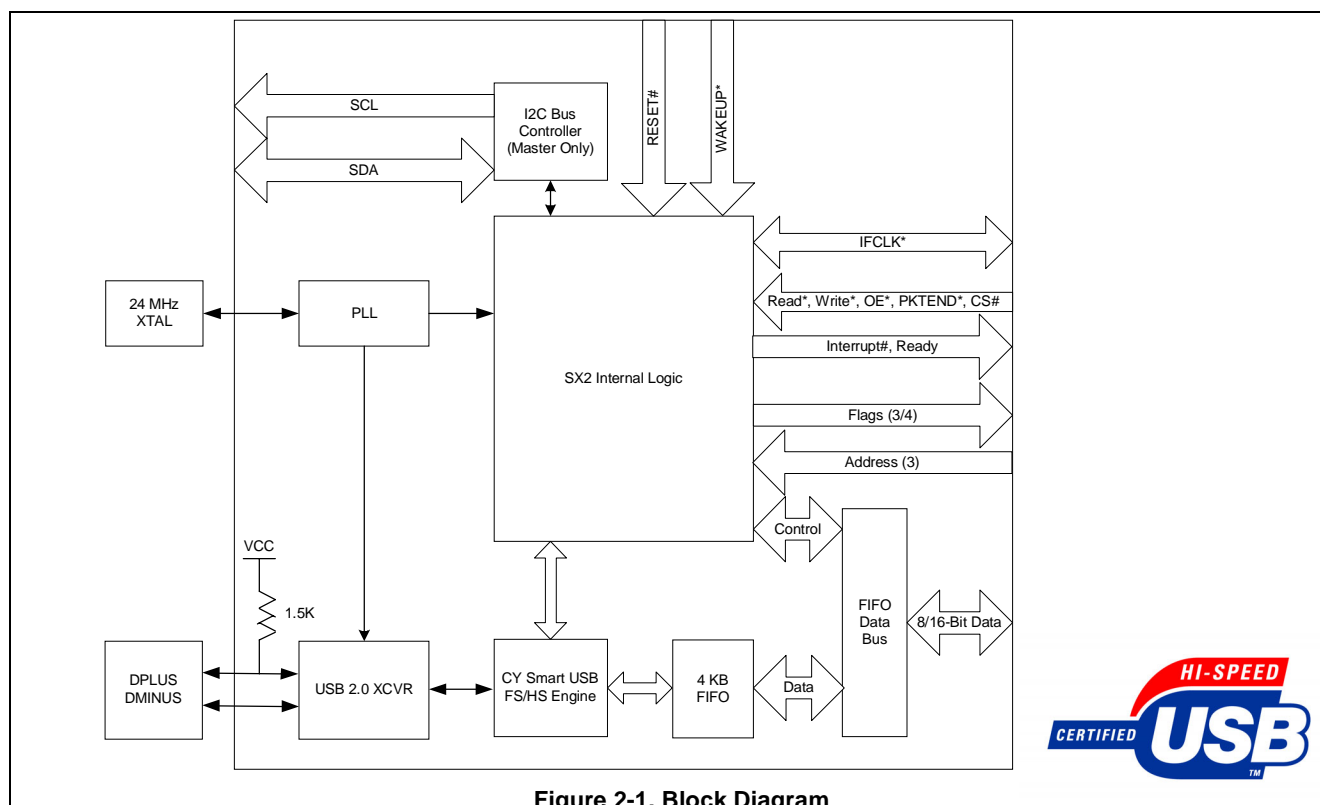 RESET#
WAKEUP*
SCL
SDA
I2C Bus
Controller
(Master Only)
IFCLK*
24 MHz
XTAL
PLL
SX2 Internal Logic
Read*, Write*, OE*, PKTEND*, CS#
Interrupt#, Ready
Flags (3/4)
Address (3)
Control
VCC
1.5K
DPLUS
DMINUS
USB 2.0 XCVR
CY Smart USB
FS/HS Engine
4 KB
FIFO
Data
FIFO
Data
Bus
8/16-Bit Data
HI-SPEED
CERTIFIED
USB
TM
Figure 2-1. Block Diagram